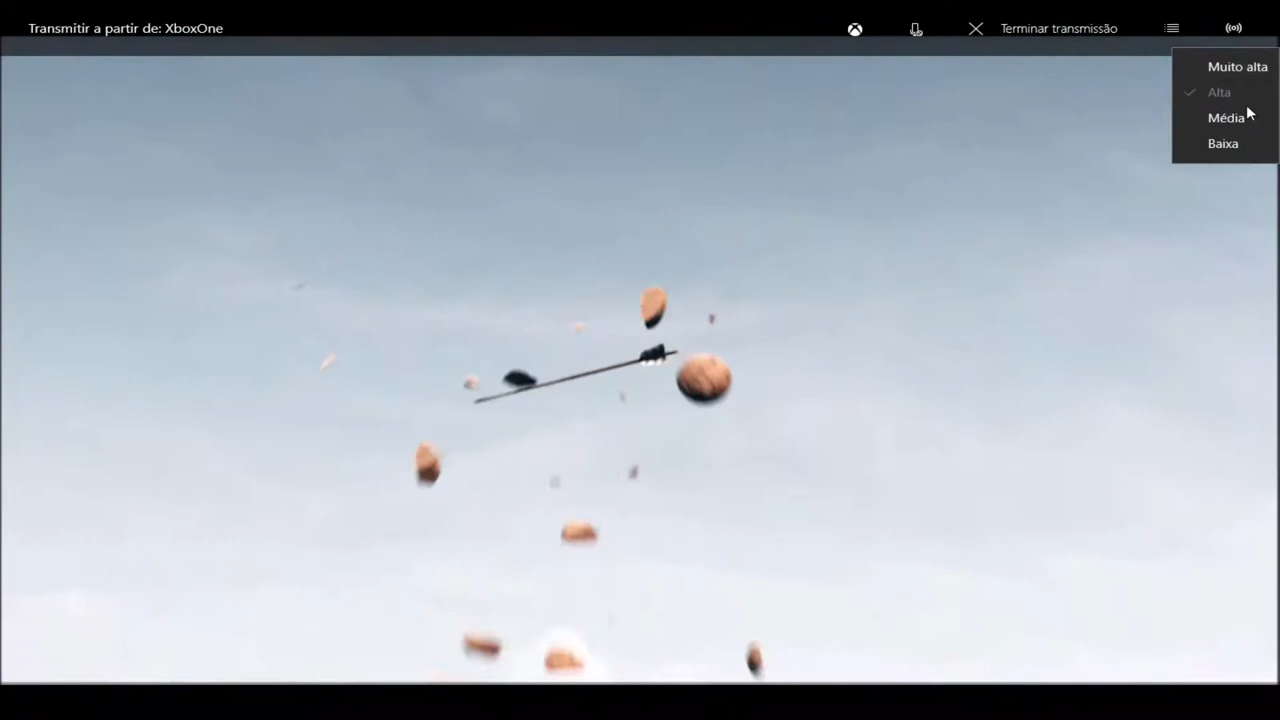 Transmitir a partir de: XboxOne
Terminar transmissão
Muito alta
Alta
Média
Baixa